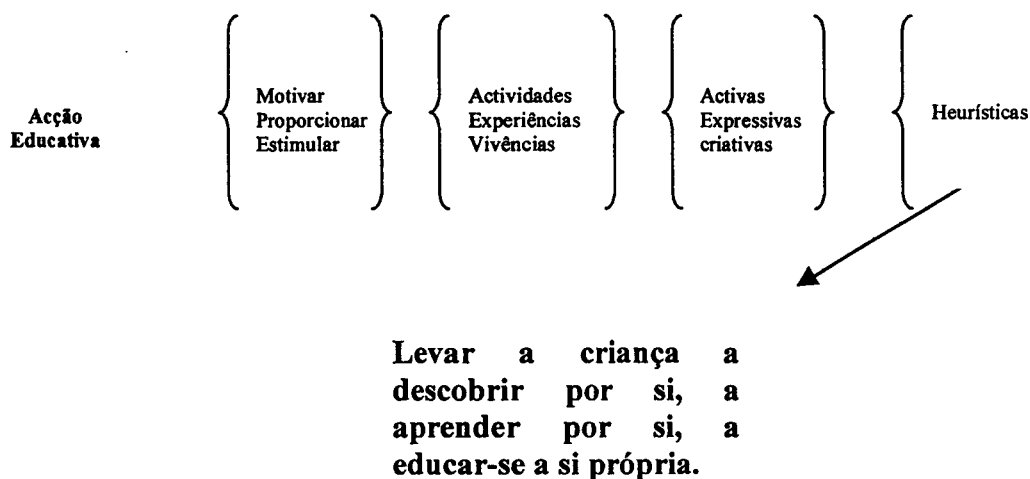 Acção
Educativa
Motivar
Proporcionar
Estimular
Actividades
Experiências
Vivências
Activas
Expressivas
criativas
Heurísticas
Levar a criança a
descobrir por si, a
aprender por si, a
educar-se a si própria.